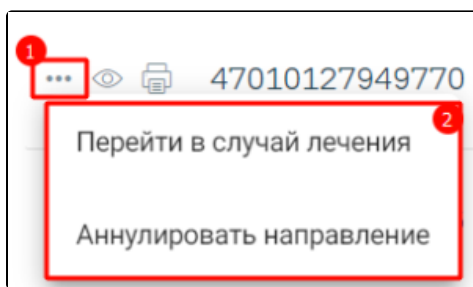 1
... 47010127949770
2
Перейти в случай лечения
Аннулировать направление